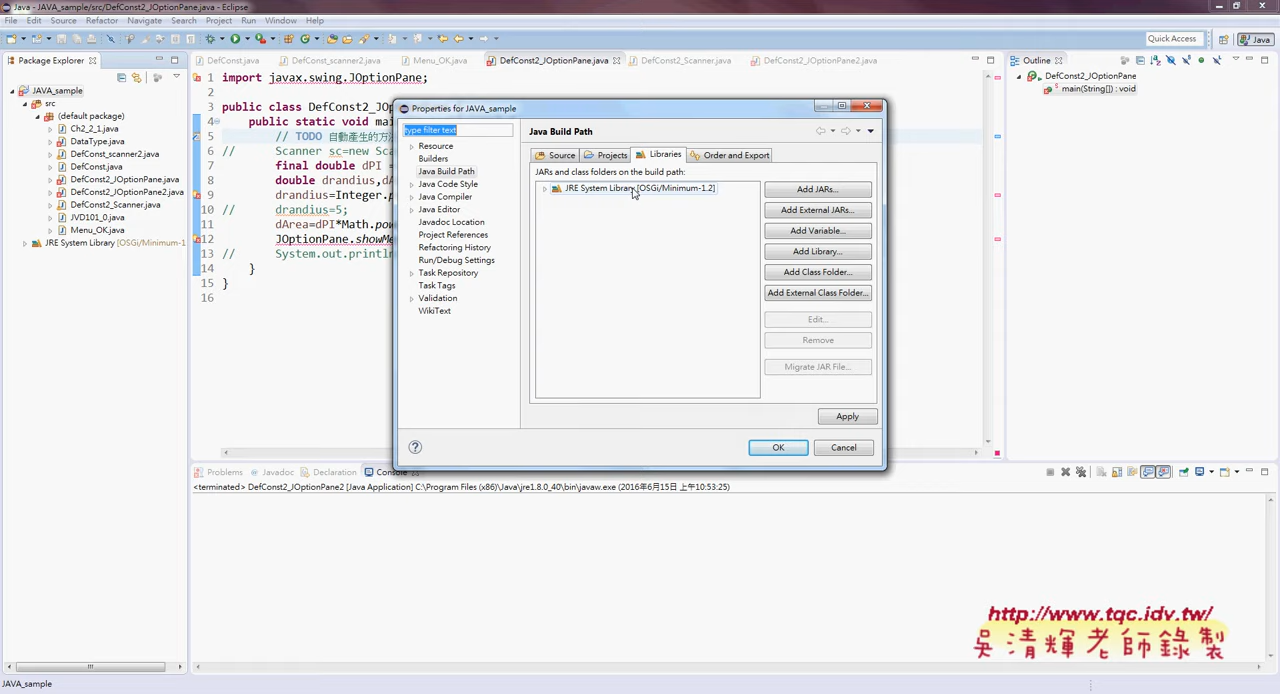 Java - JAVA_sample/src/DefConst2_JOptionPane.java - Eclipse
File Edit Source Refactor Navigate Search Project Run Window Help
Quick Access
Java
Package Explorer
DefConst.java
DefConst_scanner2.java
Menu_OK.java
DefConst2_JOptionPane.java
DefConst2_Scanner.java
DefConst2_JOptionPane2.java
Outline
JAVA_sample
src
(default package)
Ch2_2_1.java
DataType.java
DefConst_scanner2.java
DefConst.java
DefConst2_JOptionPane.java
DefConst2_JOptionPane2.java
DefConst2_Scanner.java
JVD101_0.java
Menu_OK.java
JRE System Library [OSGi/Minimum-1
1 import javax.swing.JOptionPane;
2
3 public class DefConst2_
4 public static void mai
5 // TODO 自動產生的方
6 // Scanner sc=new Sca
7 final double dPI =
8 double drandius,dA
9 drandius=Integer.p
10 // drandius=5;
11 dArea=dPI*Math.pow
12 JOptionPane.showMe
13 // System.out.println
14 }
15 }
16
DefConst2_JOptionPane
main(String[]) : void
Properties for JAVA_sample
type filter text
Resource
Builders
Java Build Path
Java Code Style
Java Compiler
Java Editor
Javadoc Location
Project References
Refactoring History
Run/Debug Settings
Task Repository
Task Tags
Validation
WikiText
Java Build Path
Source
Projects
Libraries
Order and Export
JARs and class folders on the build path:
JRE System Library [OSGi/Minimum-1.2]
Add JARs...
Add External JARs...
Add Variable...
Add Library...
Add Class Folder...
Add External Class Folder...
Edit...
Remove
Migrate JAR File...
Apply
OK
Cancel
Problems
Javadoc
Declaration
Console
<terminated> DefConst2_JOptionPane2 [Java Application] C:\Program Files (x86)\Java\jre1.8.0_40\bin\javaw.exe (2016年6月15日 上午10:53:25)
http://www.tqc.idv.tw/
吳清輝老師錄製
JAVA_sample